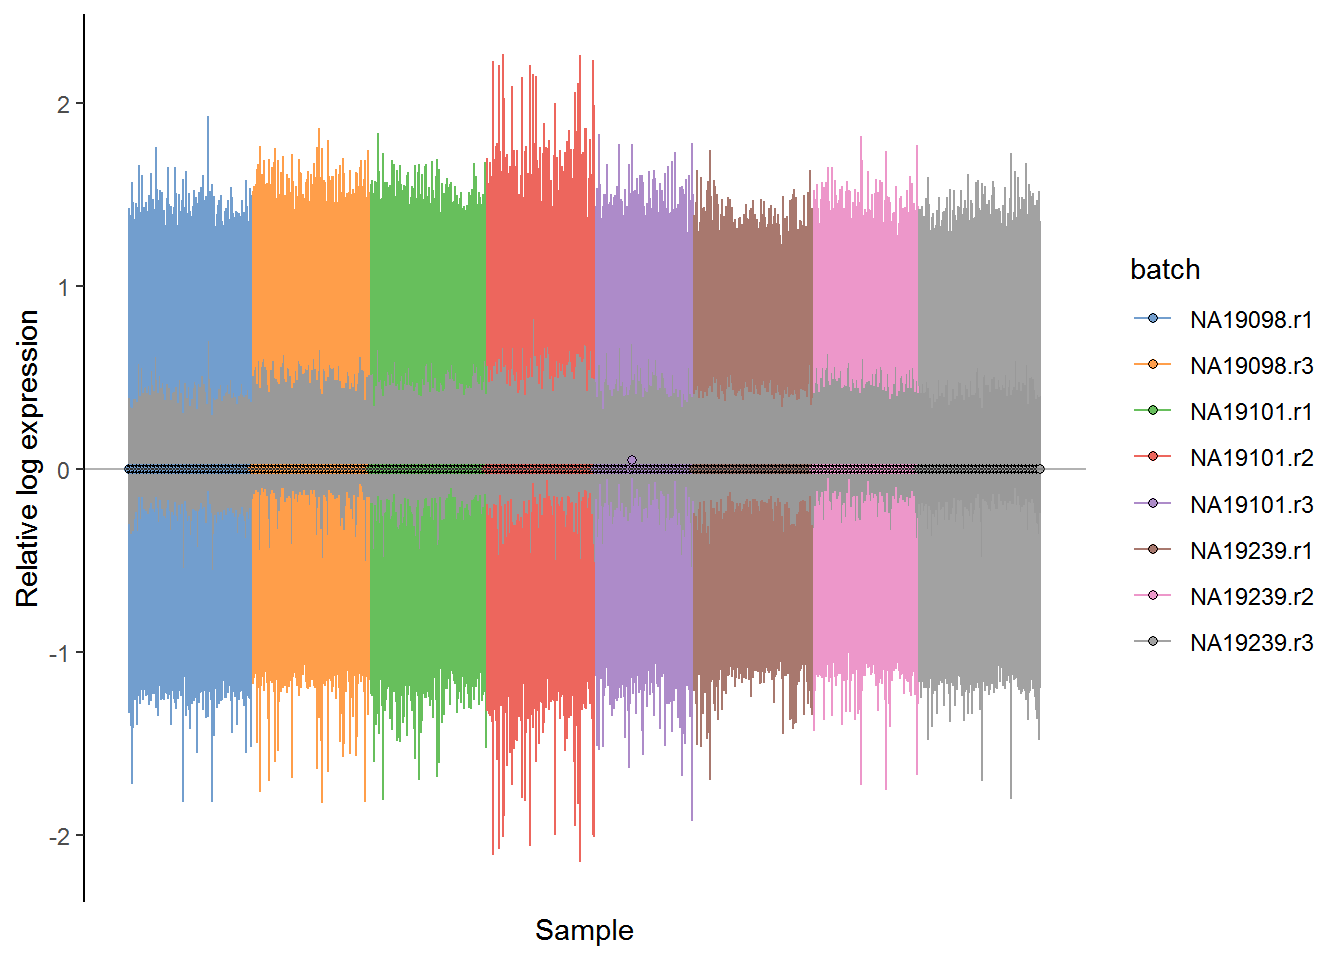 2
1
0
-1
-2
Relative log expression
Sample
batch
NA19098.r1
NA19098.r3
NA19101.r1
NA19101.r2
NA19101.r3
NA19239.r1
NA19239.r2
NA19239.r3